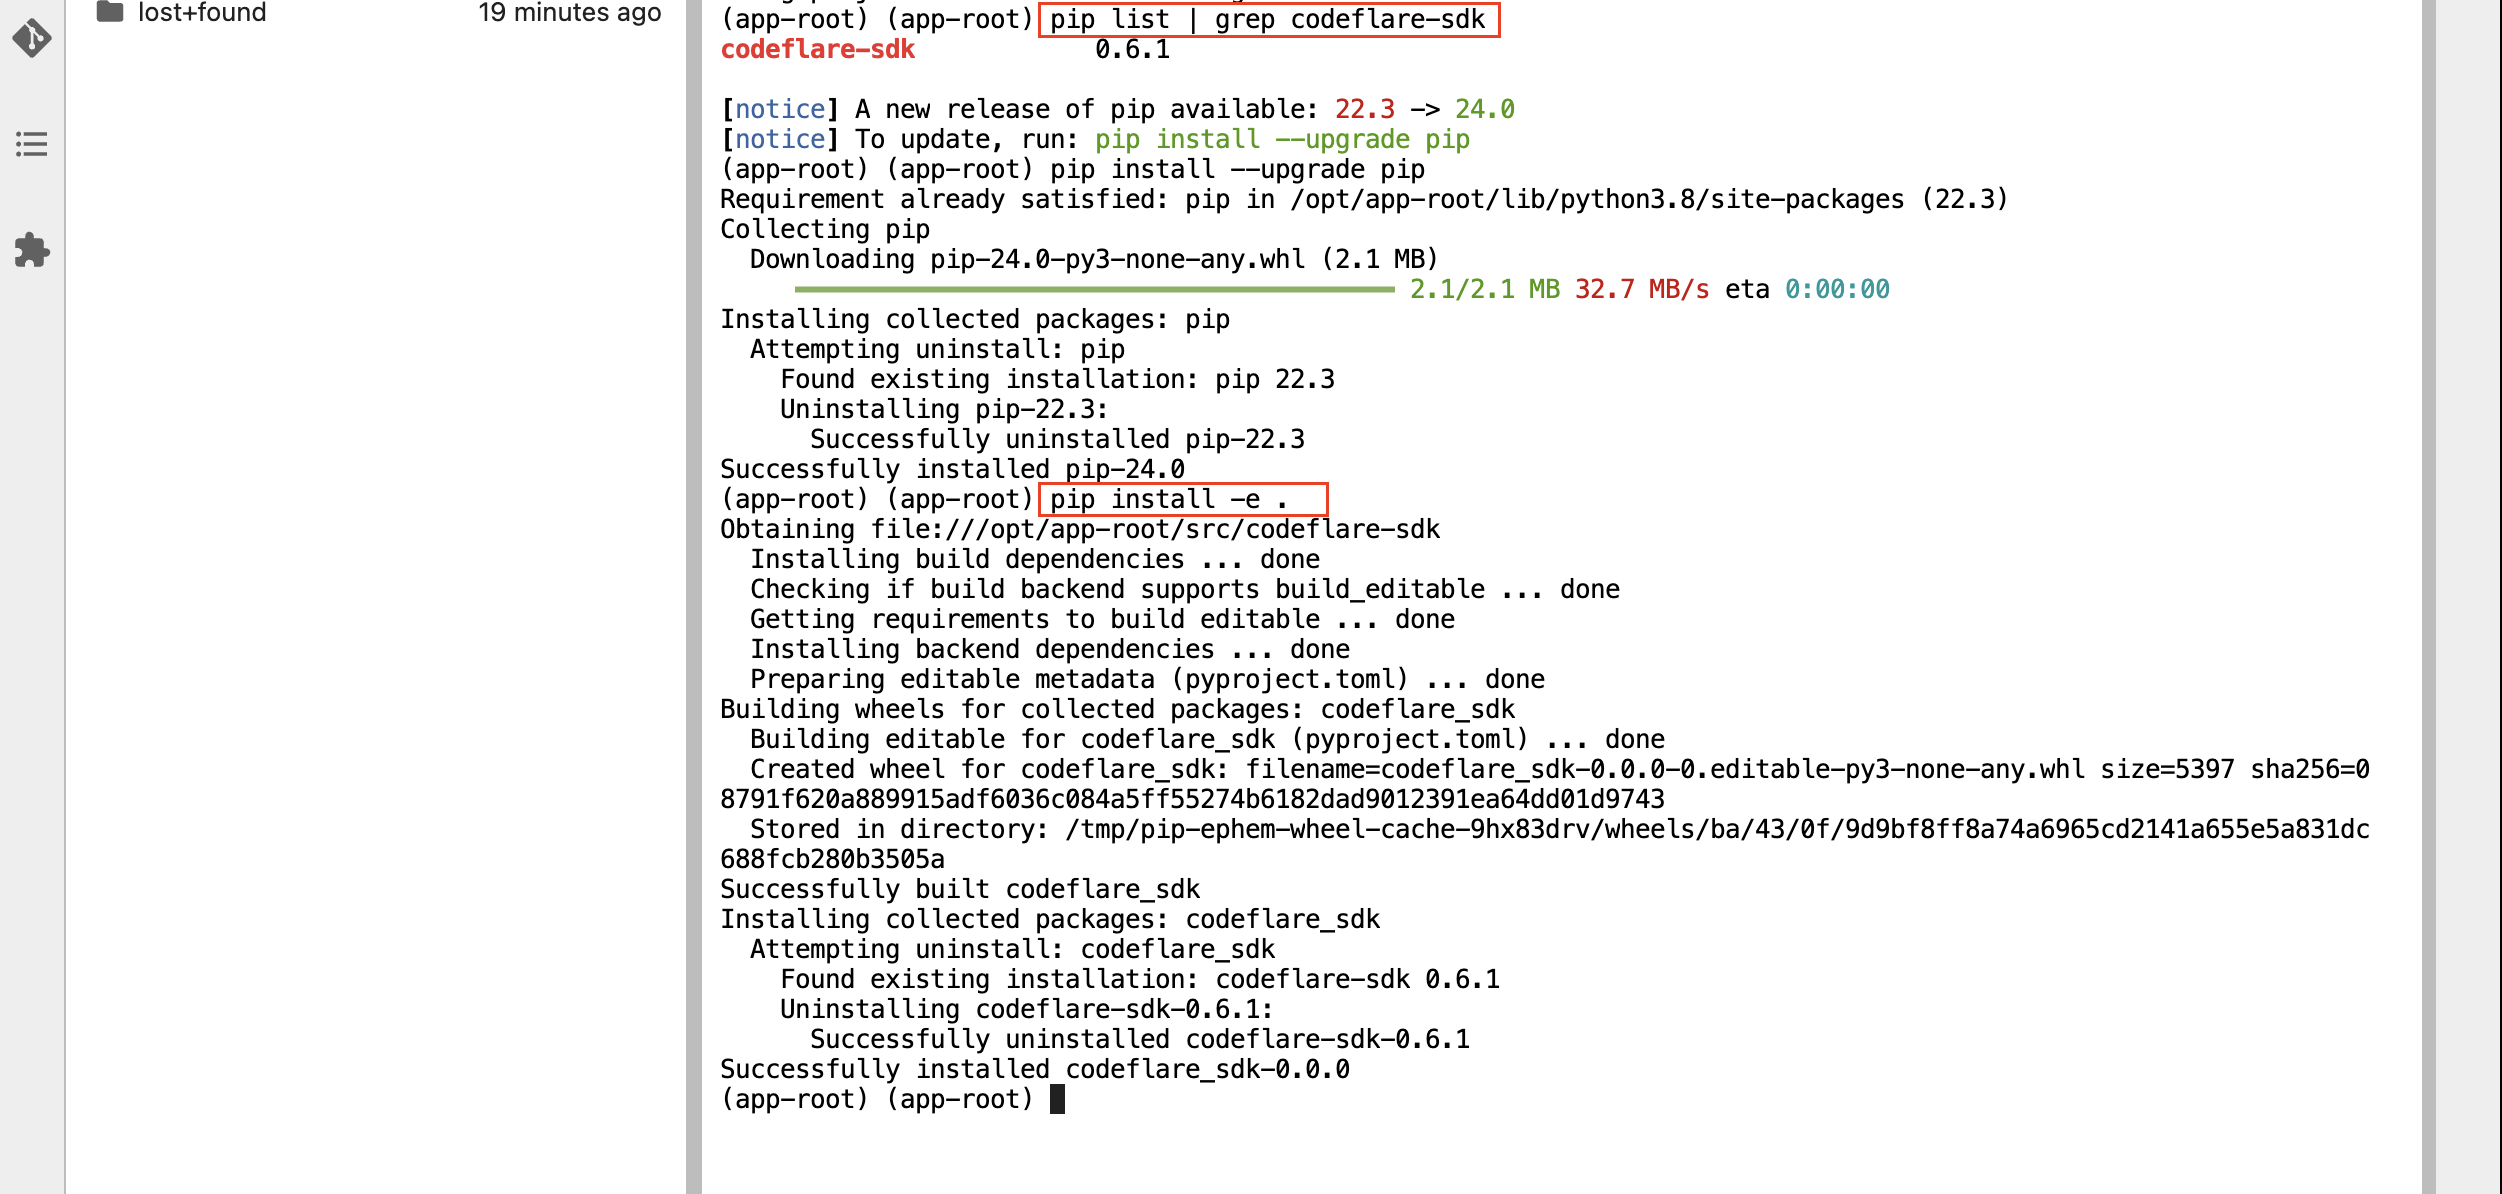 lost+found 19 minutes ago
(app-root) (app-root) pip list | grep codeflare-sdk
codeflare-sdk 0.6.1
[notice] A new release of pip available: 22.3 -> 24.0
[notice] To update, run: pip install --upgrade pip
(app-root) (app-root) pip install --upgrade pip
Requirement already satisfied: pip in /opt/app-root/lib/python3.8/site-packages (22.3)
Collecting pip
Downloading pip-24.0-py3-none-any.whl (2.1 MB)
2.1/2.1 MB 32.7 MB/s eta 0:00:00
Installing collected packages: pip
Attempting uninstall: pip
Found existing installation: pip 22.3
Uninstalling pip-22.3:
Successfully uninstalled pip-22.3
Successfully installed pip-24.0
(app-root) (app-root) pip install -e .
Obtaining file:///opt/app-root/src/codeflare-sdk
Installing build dependencies ... done
Checking if build backend supports build_editable ... done
Getting requirements to build editable ... done
Installing backend dependencies ... done
Preparing editable metadata (pyproject.toml) ... done
Building wheels for collected packages: codeflare_sdk
Building editable for codeflare_sdk (pyproject.toml) ... done
Created wheel for codeflare_sdk: filename=codeflare_sdk-0.0.0-0.editable-py3-none-any.whl size=5397 sha256=0
8791f620a889915adf6036c084a5ff55274b6182dad9012391ea64dd01d9743
Stored in directory: /tmp/pip-ephem-wheel-cache-9hx83drv/wheels/ba/43/0f/9d9bf8ff8a74a6965cd2141a655e5a831dc
688fcb280b3505a
Successfully built codeflare_sdk
Installing collected packages: codeflare_sdk
Attempting uninstall: codeflare_sdk
Found existing installation: codeflare-sdk 0.6.1
Uninstalling codeflare-sdk-0.6.1:
Successfully uninstalled codeflare-sdk-0.6.1
Successfully installed codeflare_sdk-0.0.0
(app-root) (app-root)